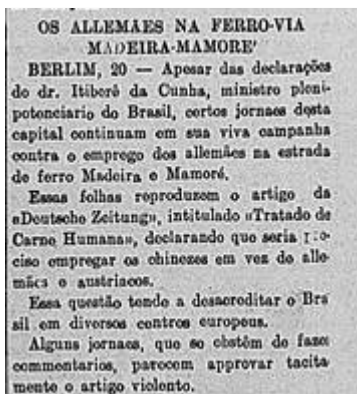 OS ALLEMÃES NA FERRO-VIA
MADEIRA-MAMORE'
BERLIM, 20 — Apesar das declarações
do dr. Itiberê da Cunha, ministro pleni-
potenciario do Brasil, certos jornaes desta
capital continuam em sua viva campanha
contra o emprego dos allemães na estrada
de ferro Madeira e Mamoré.
Essas folhas reproduzem o artigo da
«Deutsche Zeitung», intitulado «Tratado de
Carne Humana», declarando que seria pre-
ciso empregar os chinezes em vez de alle-
mães e austriacos.
Essa questão tende a desacreditar o Bra
sil em diversos centros europeus.
Alguns jornaes, que se obstêm de fazer
commentarios, parecem approvar tacita-
mente o artigo violento.